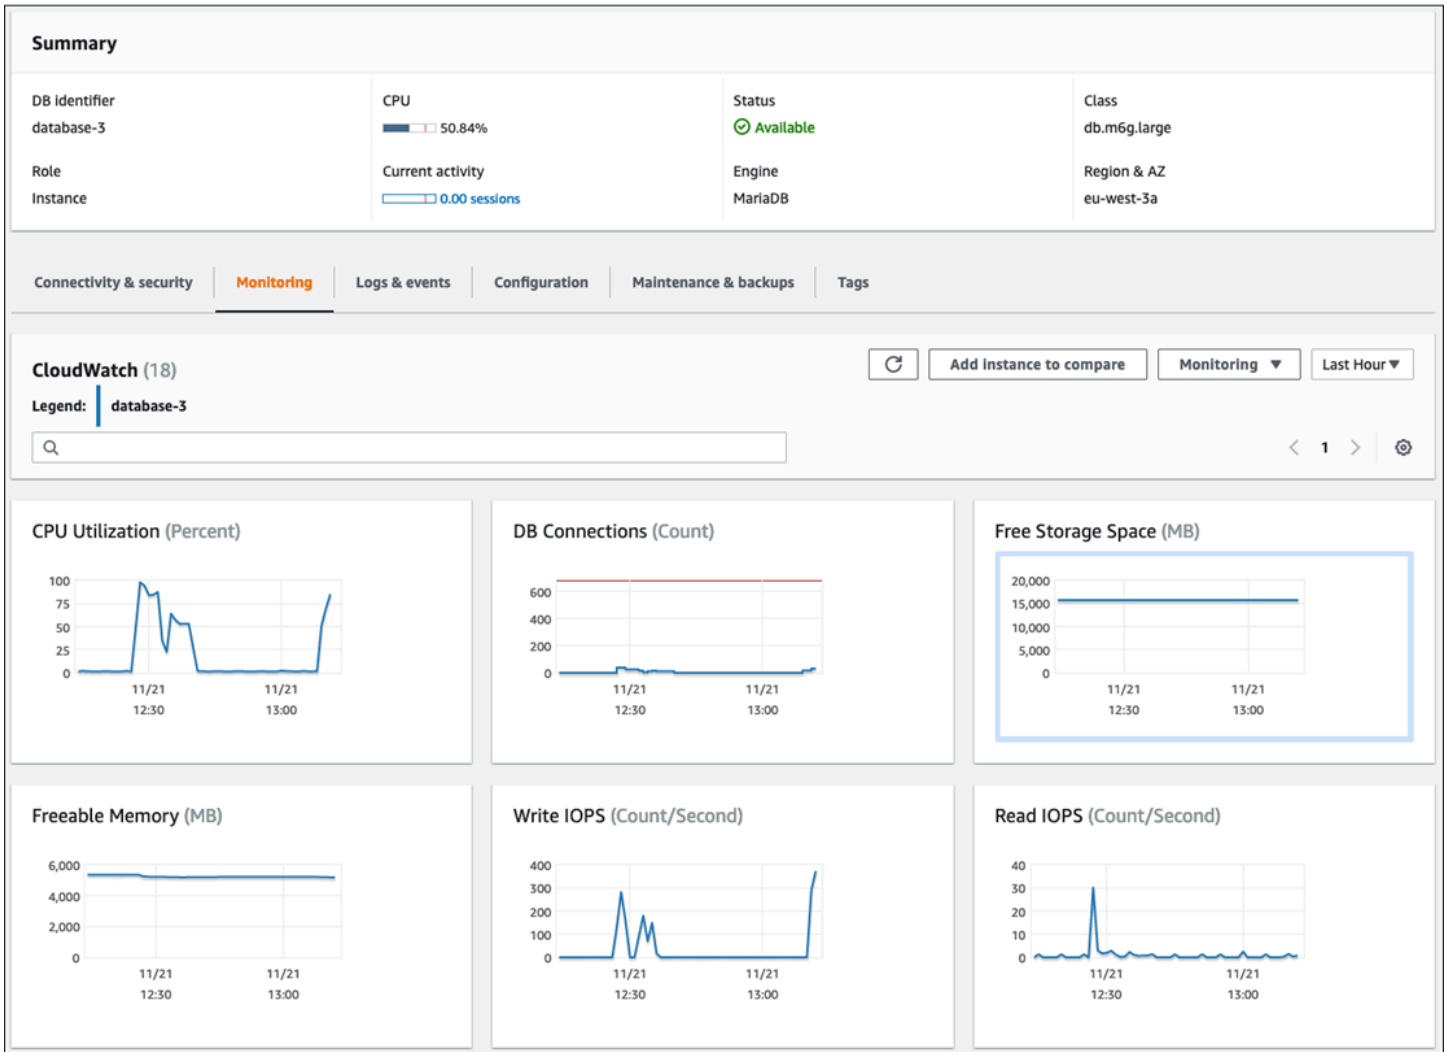 Summary
DB identifier CPU Status Class
database-3 50.84% Available db.m6g.large
Role Current activity Engine Region & AZ
Instance 0.00 sessions MariaDB eu-west-3a
Connectivity & security Monitoring Logs & events Configuration Maintenance & backups Tags
CloudWatch (18) Add instance to compare Monitoring Last Hour
Legend: database-3
1
CPU Utilization (Percent)
100
75
50
25
0
11/21 11/21
12:30 13:00
DB Connections (Count)
600
400
200
0
11/21 11/21
12:30 13:00
Free Storage Space (MB)
20,000
15,000
10,000
5,000
0
11/21 11/21
12:30 13:00
Freeable Memory (MB)
6,000
4,000
2,000
0
11/21 11/21
12:30 13:00
Write IOPS (Count/Second)
400
300
200
100
0
11/21 11/21
12:30 13:00
Read IOPS (Count/Second)
40
30
20
10
0
11/21 11/21
12:30 13:00